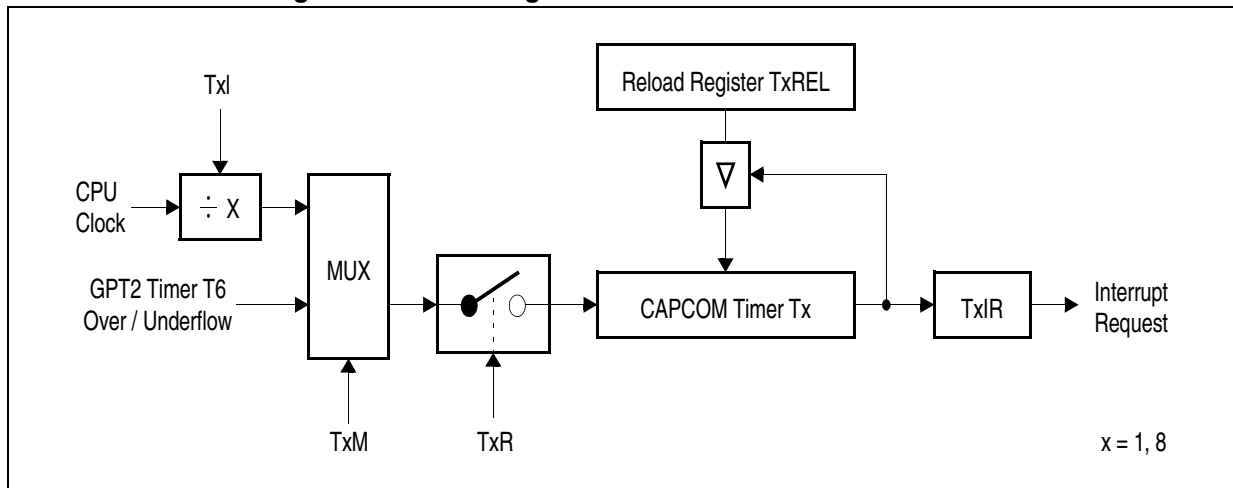 TxI
Reload Register TxREL
CPU
Clock
÷ X
∇
GPT2 Timer T6
Over / Underflow
MUX
CAPCOM Timer Tx
TxIR
Interrupt
Request
TxM
TxR
x = 1, 8